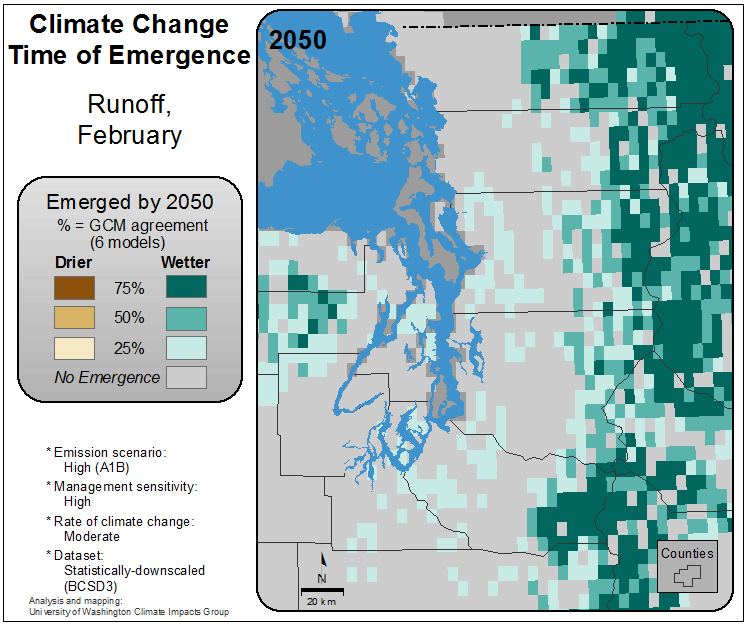 Climate Change
Time of Emergence
Runoff,
February
Emerged by 2050
% = GCM agreement
(6 models)
Drier Wetter
75%
50%
25%
No Emergence
* Emission scenario:
High (A1B)
* Management sensitivity:
High
* Rate of climate change:
Moderate
* Dataset:
Statistically-downscaled
(BCSD3)
Analysis and mapping:
University of Washington Climate Impacts Group
2050
N
20 km
Counties